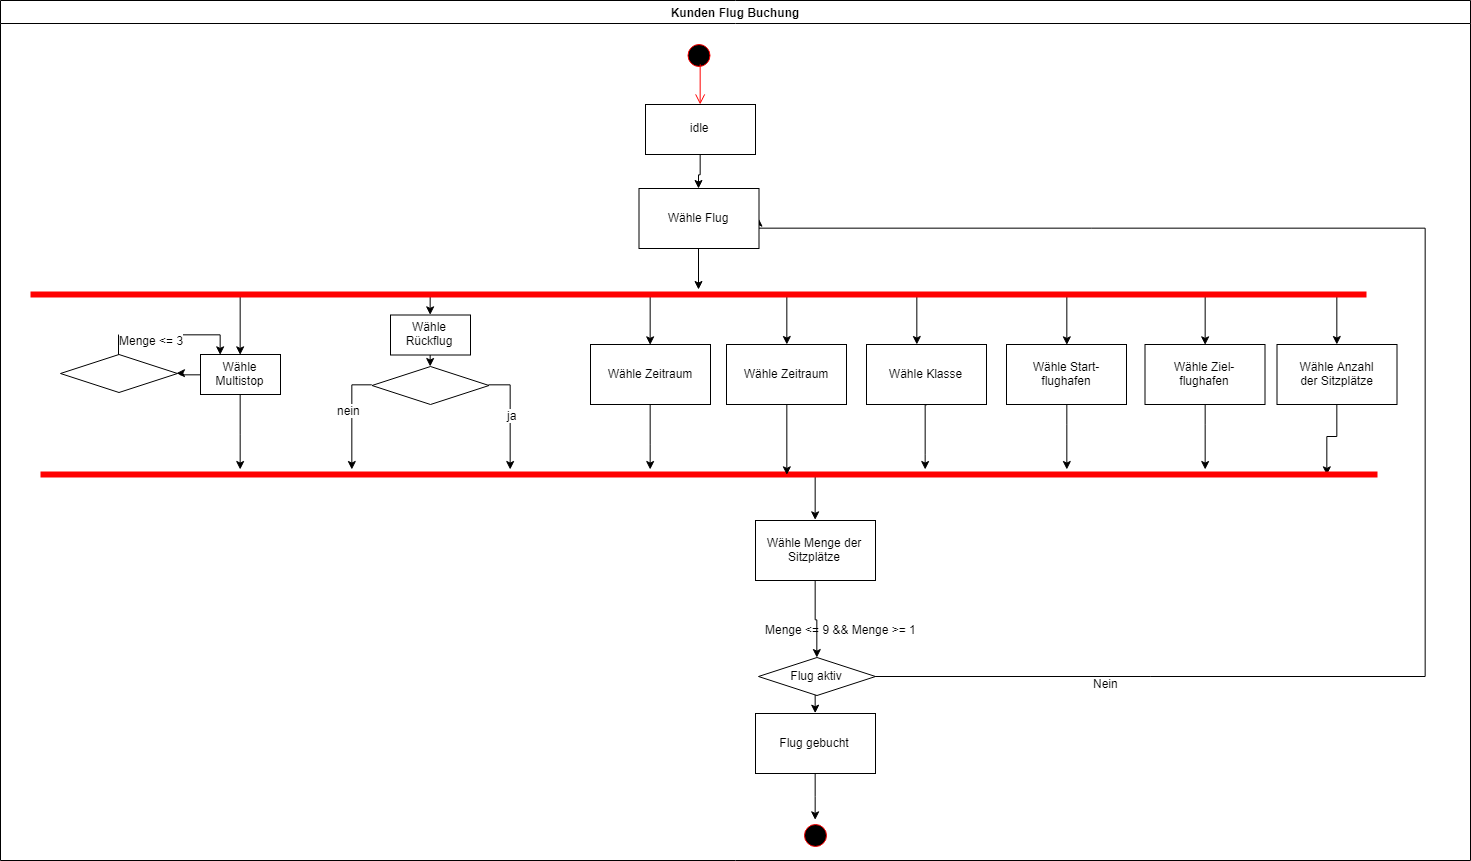 Kunden Flug Buchung
idle
Wähle Flug
Menge <= 3
Wähle
Multistop
Wähle
Rückflug
nein
ja
Wähle Zeitraum
Wähle Zeitraum
Wähle Klasse
Wähle Start-
flughafen
Wähle Ziel-
flughafen
Wähle Anzahl
der Sitzplätze
Wähle Menge der
Sitzplätze
Menge <= 9 && Menge >= 1
Flug aktiv
Nein
Flug gebucht